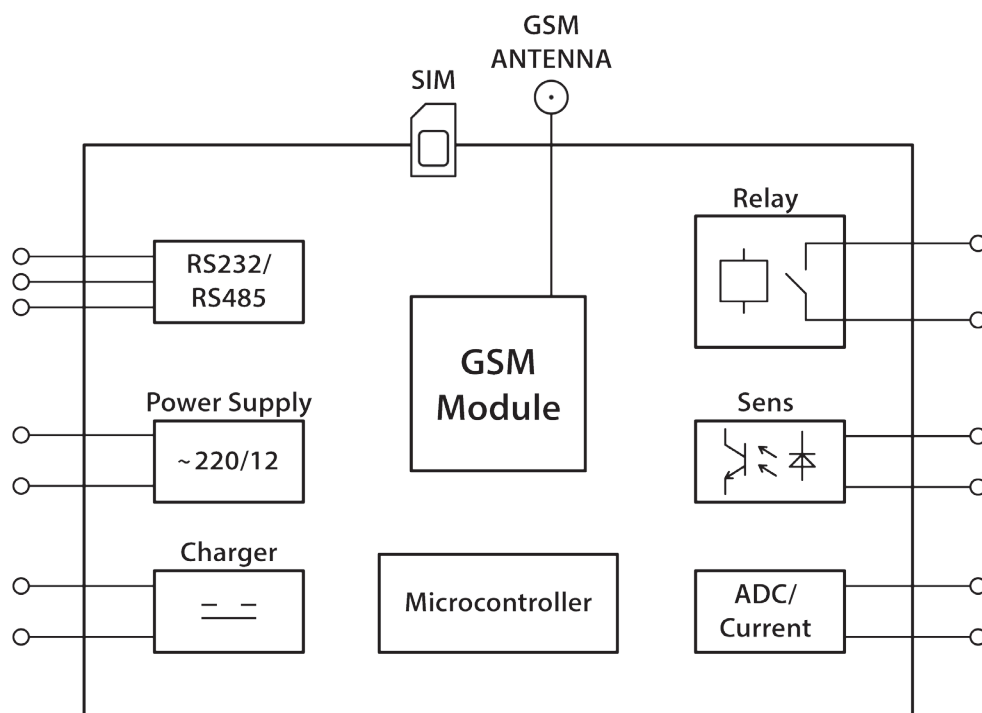 GSM
ANTENNA
SIM
Relay
RS232/
RS485
GSM
Module
Power Supply
~220/12
Sens
Charger
Microcontroller
ADC/
Current